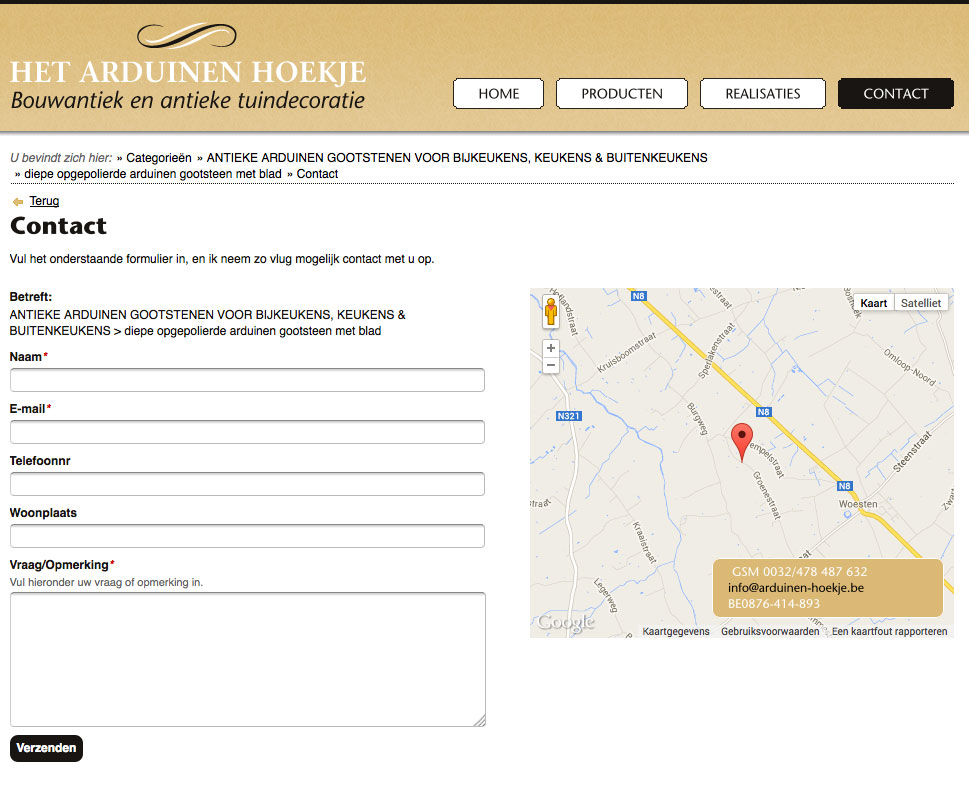 HET ARDUINEN HOEKJE
Bouwantiek en antieke tuindecoratie
HOME
PRODUCTEN
REALISATIES
CONTACT
U bevindt zich hier: » Categorieën » ANTIEKE ARDUINEN GOOTSTENEN VOOR BIJKEUKENS, KEUKENS & BUITENKEUKENS
» diepe opgepolierde arduinen gootsteen met blad » Contact
Terug
Contact
Vul het onderstaande formulier in, en ik neem zo vlug mogelijk contact met u op.
Betreft:
ANTIEKE ARDUINEN GOOTSTENEN VOOR BIJKEUKENS, KEUKENS &
BUITENKEUKENS > diepe opgepolierde arduinen gootsteen met blad
Naam*
E-mail*
Telefoonnr
Woonplaats
Vraag/Opmerking*
Vul hieronder uw vraag of opmerking in.
Verzenden
N8
Kaart
Satelliet
+
−
Kruisboomstraat
Sperlakenstraat
Omloop-Noord
N321
Burgweg
N8
Steenstraat
Groenestraat
N8
Woesten
Kraaistraat
Legerweg
GSM 0032/478 487 632
info@arduinen-hoekje.be
BE0876-414-893
Google
Kaartgegevens
Gebruiksvoorwaarden
Een kaartfout rapporteren